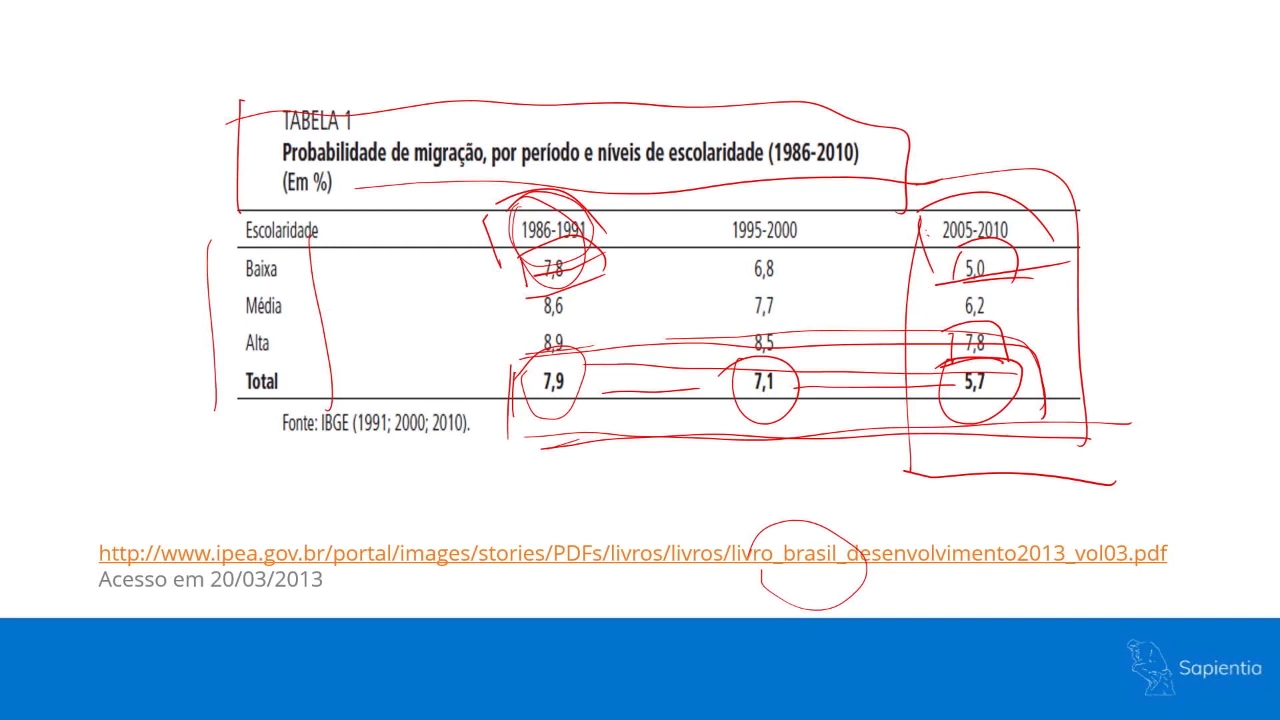 TABELA 1
Probabilidade de migração, por período e níveis de escolaridade (1986-2010)
(Em %)
Escolaridade 1986-1991 1995-2000 2005-2010
Baixa 7,8 6,8 5,0
Média 8,6 7,7 6,2
Alta 8,9 8,5 7,8
Total 7,9 7,1 5,7
Fonte: IBGE (1991; 2000; 2010).
http://www.ipea.gov.br/portal/images/stories/PDFs/livros/livros/livro_brasil_desenvolvimento2013_vol03.pdf
Acesso em 20/03/2013
Sapientia